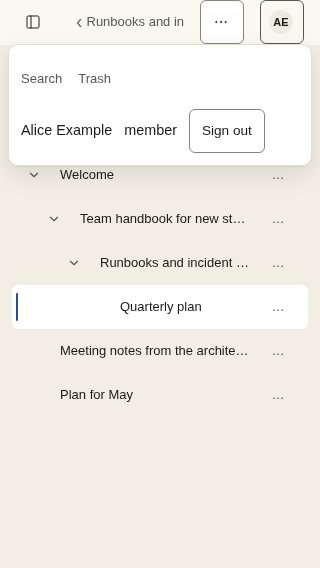 ‹ Runbooks and in
...
AE
Search Trash
Alice Example member Sign out
Welcome ...
Team handbook for new st... ...
Runbooks and incident ... ...
Quarterly plan ...
Meeting notes from the archite... ...
Plan for May ...